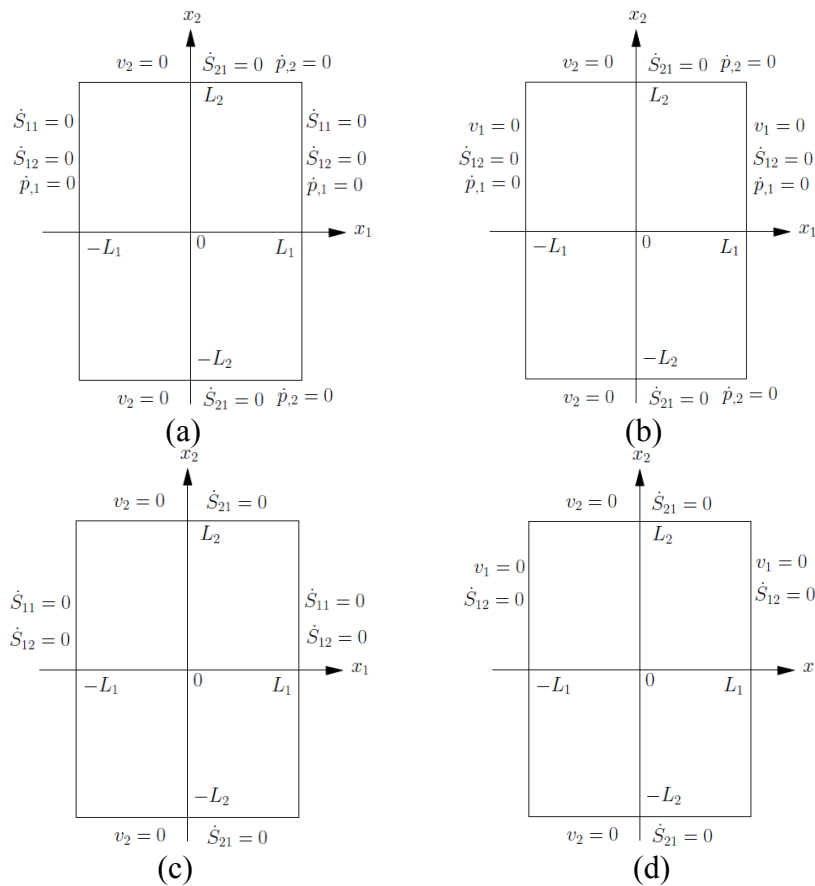 x₂ x₂
v₂ = 0 Ṡ₂₁ = 0 ṗ,₂ = 0 v₂ = 0 Ṡ₂₁ = 0 ṗ,₂ = 0
L₂ L₂
Ṡ₁₁ = 0 Ṡ₁₁ = 0 v₁ = 0 v₁ = 0
Ṡ₁₂ = 0 Ṡ₁₂ = 0 Ṡ₁₂ = 0 Ṡ₁₂ = 0
ṗ,₁ = 0 ṗ,₁ = 0 ṗ,₁ = 0 ṗ,₁ = 0
−L₁ 0 L₁ x₁ −L₁ 0 L₁ x₁
−L₂ −L₂
v₂ = 0 Ṡ₂₁ = 0 ṗ,₂ = 0 v₂ = 0 Ṡ₂₁ = 0 ṗ,₂ = 0
(a) (b)
x₂ x₂
v₂ = 0 Ṡ₂₁ = 0 v₂ = 0 Ṡ₂₁ = 0
L₂ L₂
v₁ = 0 v₁ = 0
Ṡ₁₁ = 0 Ṡ₁₁ = 0 Ṡ₁₂ = 0 Ṡ₁₂ = 0
Ṡ₁₂ = 0 Ṡ₁₂ = 0
−L₁ 0 L₁ x₁ −L₁ 0 L₁ x
−L₂ −L₂
v₂ = 0 Ṡ₂₁ = 0 v₂ = 0 Ṡ₂₁ = 0
(c) (d)